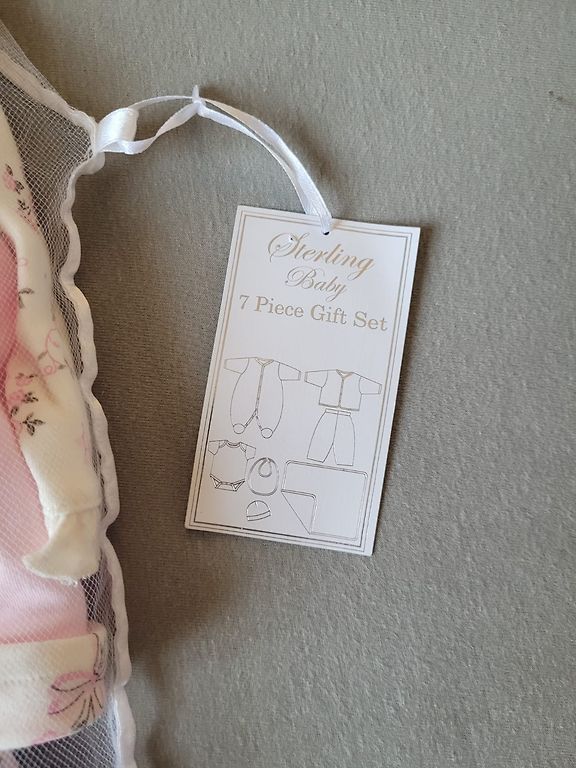 Sterling
Baby
7 Piece Gift Set